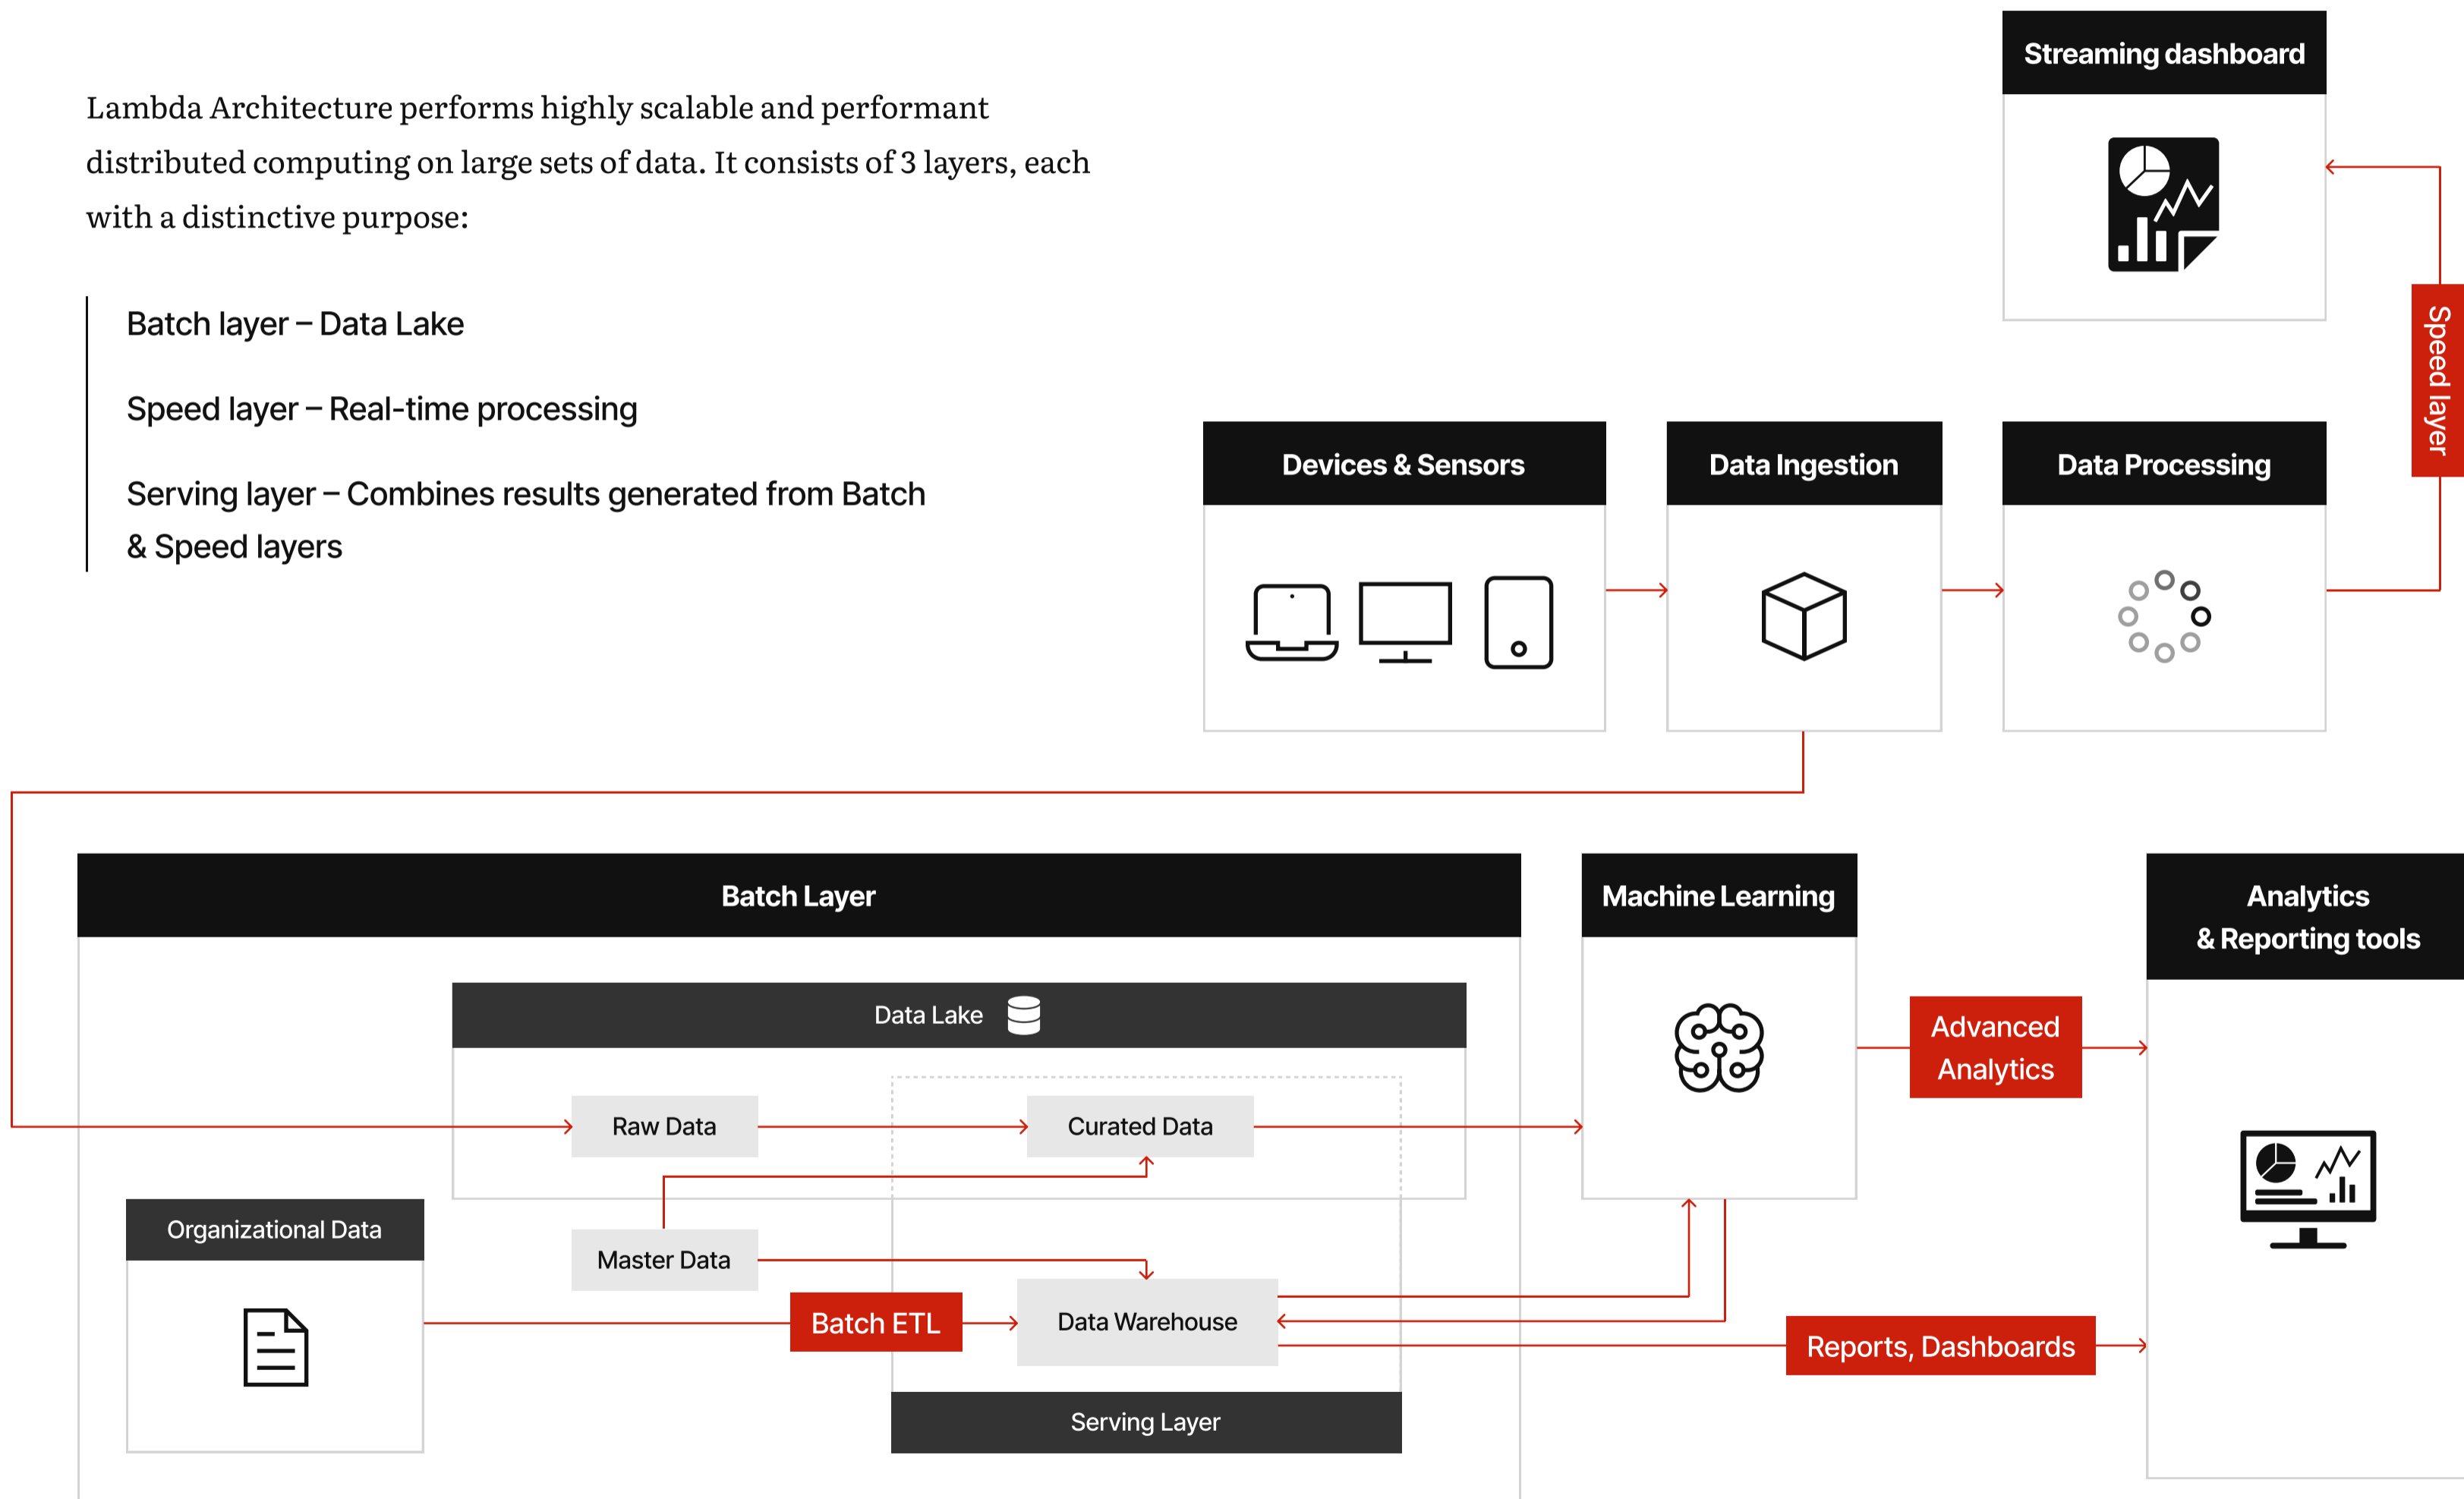 Lambda Architecture performs highly scalable and performant
distributed computing on large sets of data. It consists of 3 layers, each
with a distinctive purpose:
Batch layer – Data Lake
Speed layer – Real-time processing
Serving layer – Combines results generated from Batch
& Speed layers
Streaming dashboard
Speed layer
Devices & Sensors
Data Ingestion
Data Processing
Batch Layer
Machine Learning
Analytics
& Reporting tools
Data Lake
Advanced
Analytics
Raw Data
Curated Data
Organizational Data
Master Data
Batch ETL
Data Warehouse
Reports, Dashboards
Serving Layer